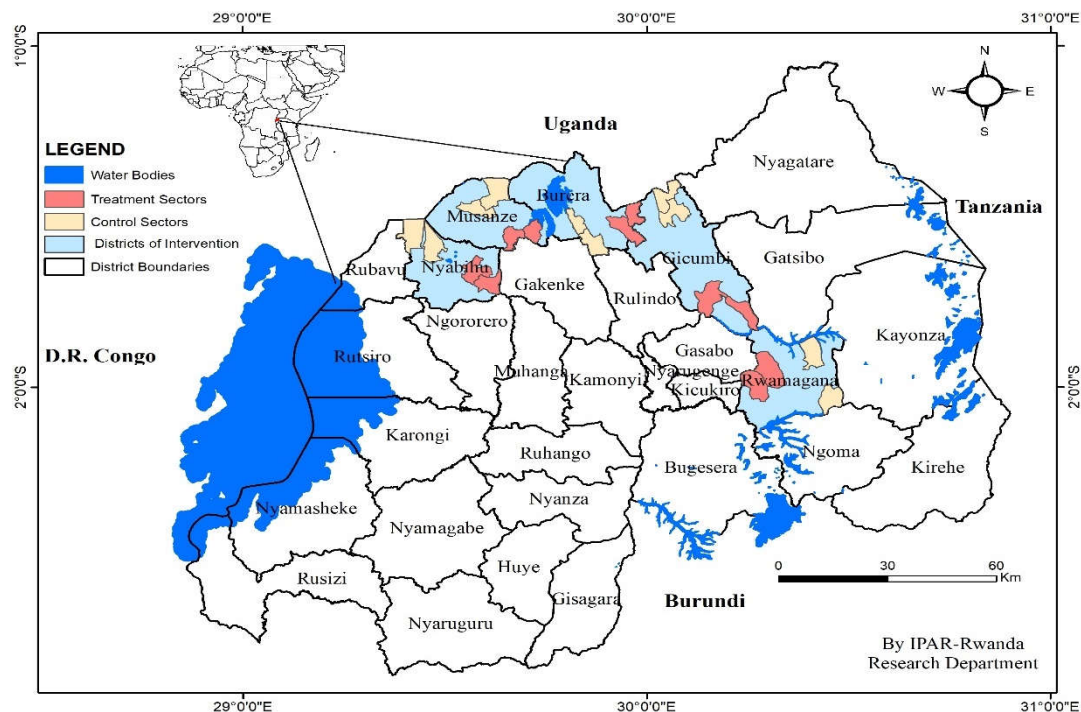 29°0'0"E
30°0'0"E
31°0'0"E
1°0'0"S
1°0'0"S
N
W E
S
Uganda
LEGEND
Water Bodies
Treatment Sectors
Control Sectors
Districts of Intervention
District Boundaries
Nyagatare
Tanzania
Burera
Musanze
Gicumbi
Gatsibo
Rubavu
Nyabihu
Gakenke
Rulindo
Kayonza
Ngororero
D.R. Congo
Rutsiro
Gasabo
Muhanga
Kamonyi
Nyarugenge
Kicukiro
Rwamagana
2°0'0"S
2°0'0"S
Karongi
Ruhango
Bugesera
Ngoma
Kirehe
Nyamasheke
Nyamagabe
Nyanza
Huye
Rusizi
Gisagara
Burundi
0 30 60
Km
Nyaruguru
By IPAR-Rwanda
Research Department
29°0'0"E
30°0'0"E
31°0'0"E